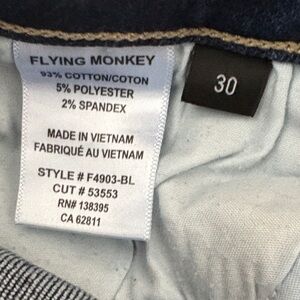 FLYING MONKEY
93% COTTON/COTON
5% POLYESTER
2% SPANDEX
MADE IN VIETNAM
FABRIQUÉ AU VIETNAM
STYLE # F4903-BL
CUT # 53553
RN# 138395
CA 62811
30